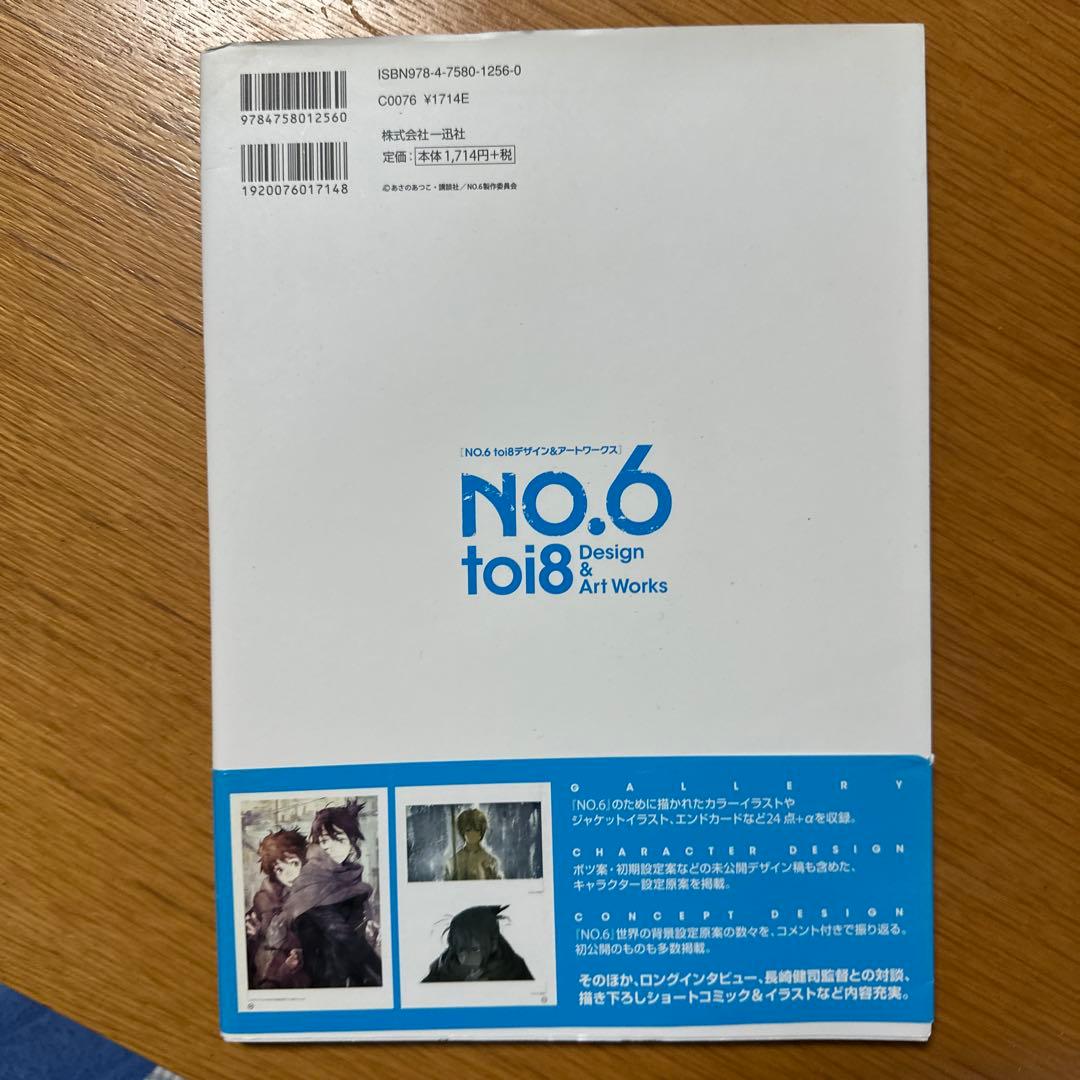 ISBN978-4-7580-1256-0
C0076 ¥1714E
9784758012560
株式会社一迅社
定価：本体1,714円+税
1920076017148
©あさのあつこ・講談社／NO.6製作委員会
[NO.6 toi8デザイン&アートワークス]
NO.6
toi8 Design & Art Works
GALLERY
『NO.6』のために描かれたカラーイラストや
ジャケットイラスト、エンドカードなど24点+αを収録。
CHARACTER DESIGN
ボツ案・初期設定案などの未公開デザイン稿も含めた、
キャラクター設定原案を掲載。
CONCEPT DESIGN
『NO.6』世界の背景設定原案の数々を、コメント付きで振り返る。
初公開のものも多数掲載。
そのほか、ロングインタビュー、長崎健司監督との対談、
描き下ろしショートコミック&イラストなど内容充実。